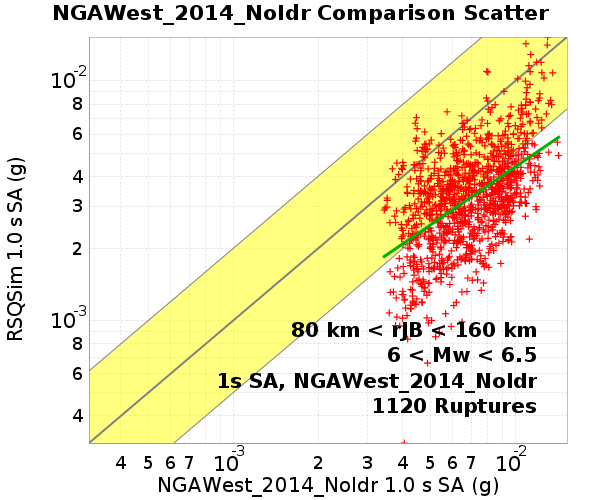 NGAWest_2014_NoIdr Comparison Scatter
RSQSim 1.0 s SA (g)
10-2
8
6
4
3
2
10-3
8
6
4
80 km < rJB < 160 km
6 < Mw < 6.5
1s SA, NGAWest_2014_NoIdr
1120 Ruptures
4 5 6 7 10-3 2 3 4 5 6 7 10-2
NGAWest_2014_NoIdr 1.0 s SA (g)